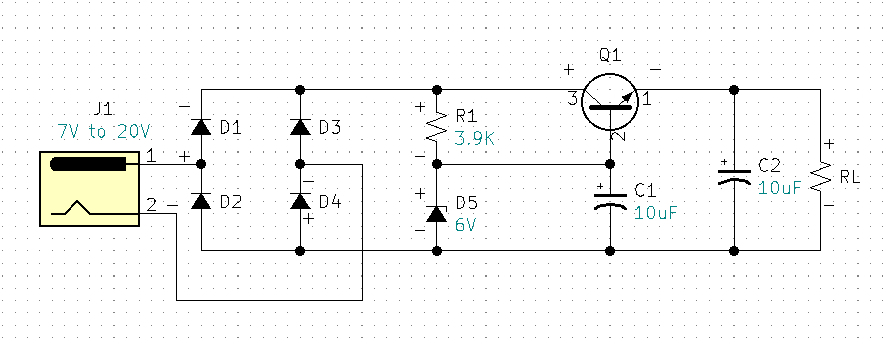 Q1
+ −
3 1
2
J1
7V to 20V
1
2
− +
−
D1
D2
D3
D4
−
+
+
R1
3.9K
−
+
D5
6V
−
+
C1
10uF
+
C2
10uF
+
RL
−